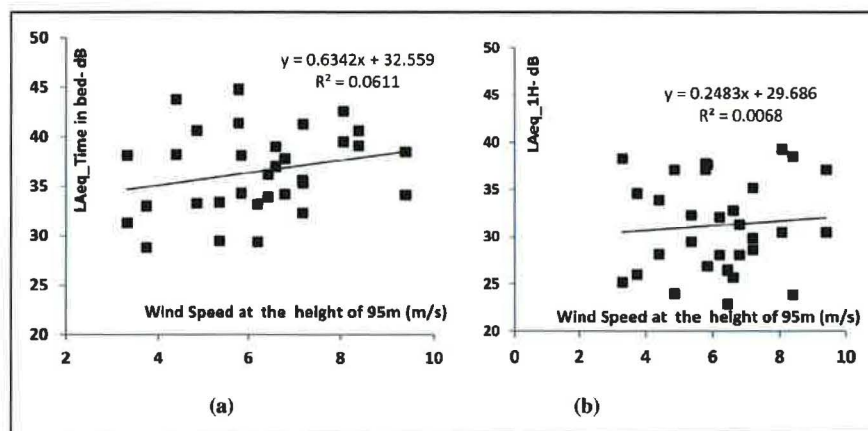 50
45
40
35
30
25
20
2 4 6 8 10
LAeq_Time in bed- dB
y = 0.6342x + 32.559
R² = 0.0611
Wind Speed at the height of 95m (m/s)
(a)
50
45
40
35
30
25
20
0 2 4 6 8 10
LAeq_1H- dB
y = 0.2483x + 29.686
R² = 0.0068
Wind Speed at the height of 95m (m/s)
(b)